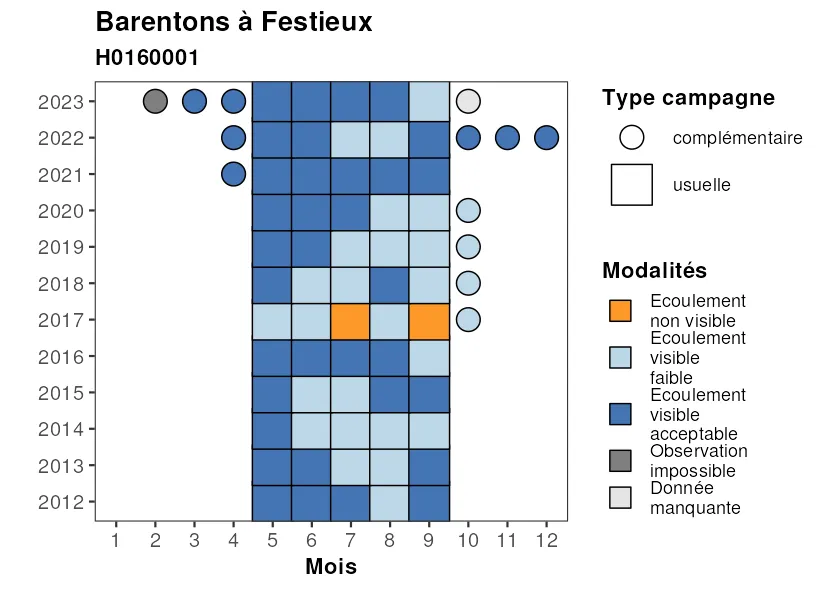 Barentons à Festieux
H0160001
2023
2022
2021
2020
2019
2018
2017
2016
2015
2014
2013
2012
1 2 3 4 5 6 7 8 9 10 11 12
Mois
Type campagne
complémentaire
usuelle
Modalités
Ecoulement
non visible
Ecoulement
visible
faible
Ecoulement
visible
acceptable
Observation
impossible
Donnée
manquante